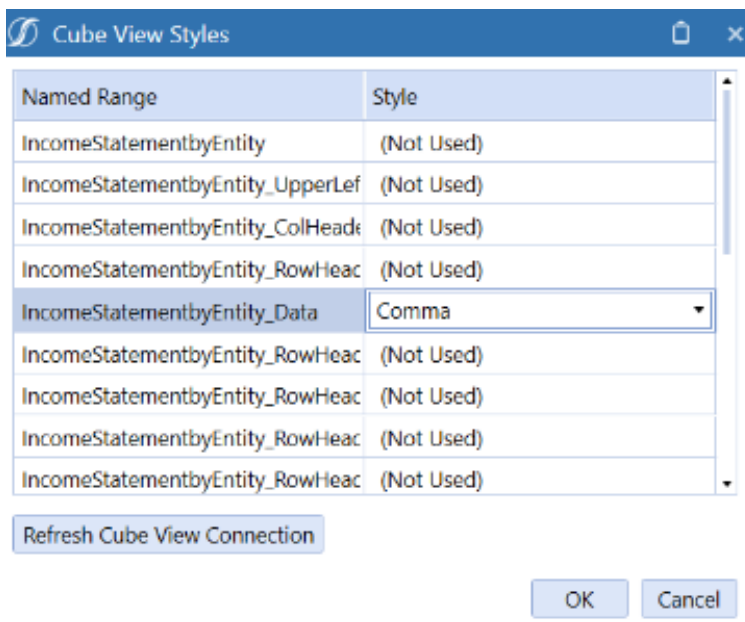 Cube View Styles
Named Range Style
IncomeStatementbyEntity (Not Used)
IncomeStatementbyEntity_UpperLef (Not Used)
IncomeStatementbyEntity_ColHeade (Not Used)
IncomeStatementbyEntity_RowHeac (Not Used)
IncomeStatementbyEntity_Data Comma
IncomeStatementbyEntity_RowHeac (Not Used)
IncomeStatementbyEntity_RowHeac (Not Used)
IncomeStatementbyEntity_RowHeac (Not Used)
IncomeStatementbyEntity_RowHeac (Not Used)
Refresh Cube View Connection
OK Cancel